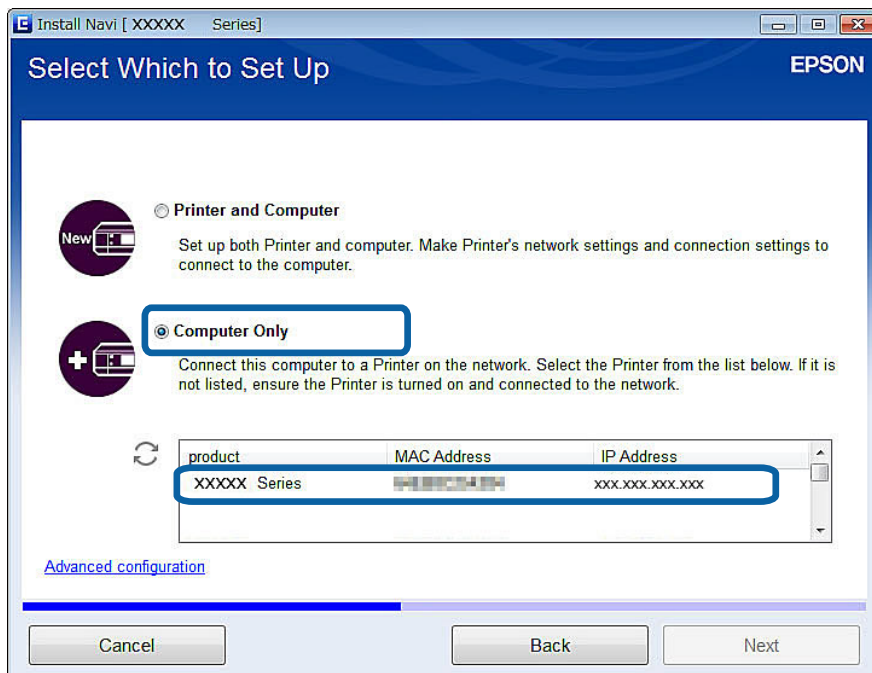 Install Navi [ XXXXX Series]
Select Which to Set Up
EPSON
New
Printer and Computer
Set up both Printer and computer. Make Printer's network settings and connection settings to
connect to the computer.
Computer Only
Connect this computer to a Printer on the network. Select the Printer from the list below. If it is
not listed, ensure the Printer is turned on and connected to the network.
product MAC Address IP Address
XXXXX Series xxx.xxx.xxx.xxx
Advanced configuration
Cancel Back Next